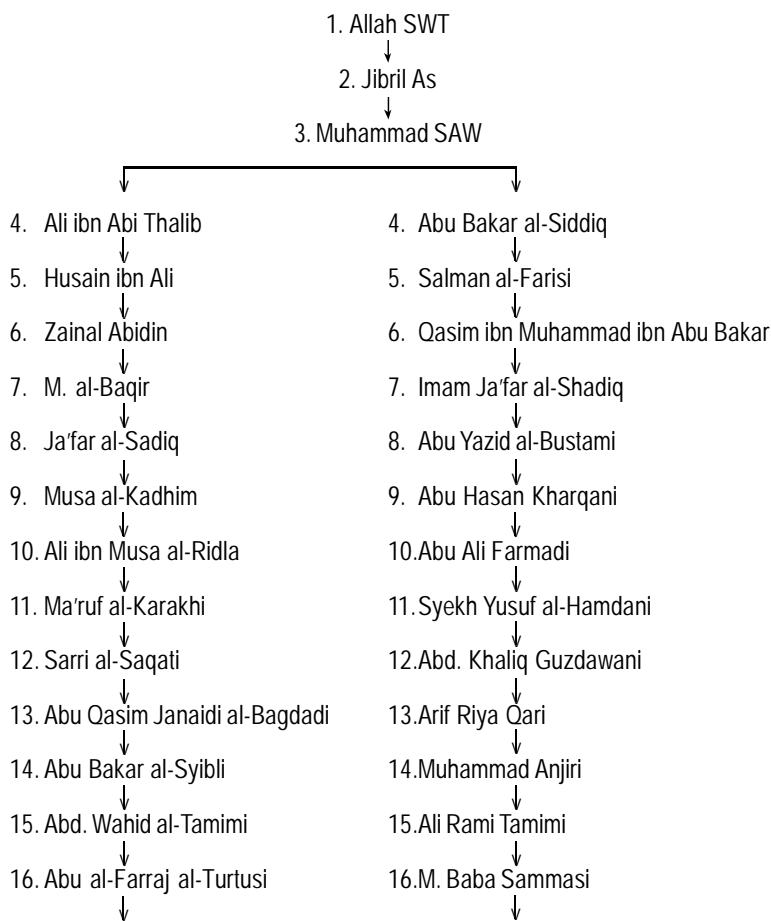 1. Allah SWT
2. Jibril As
3. Muhammad SAW
4. Ali ibn Abi Thalib
5. Husain ibn Ali
6. Zainal Abidin
7. M. al-Baqir
8. Ja'far al-Sadiq
9. Musa al-Kadhim
10. Ali ibn Musa al-Ridla
11. Ma'ruf al-Karakhi
12. Sarri al-Saqati
13. Abu Qasim Janaidi al-Bagdadi
14. Abu Bakar al-Syibli
15. Abd. Wahid al-Tamimi
16. Abu al-Farraj al-Turtusi
4. Abu Bakar al-Siddiq
5. Salman al-Farisi
6. Qasim ibn Muhammad ibn Abu Bakar
7. Imam Ja'far al-Shadiq
8. Abu Yazid al-Bustami
9. Abu Hasan Kharqani
10.Abu Ali Farmadi
11.Syekh Yusuf al-Hamdani
12.Abd. Khaliq Guzdawani
13.Arif Riya Qari
14.Muhammad Anjiri
15.Ali Rami Tamimi
16.M. Baba Sammasi